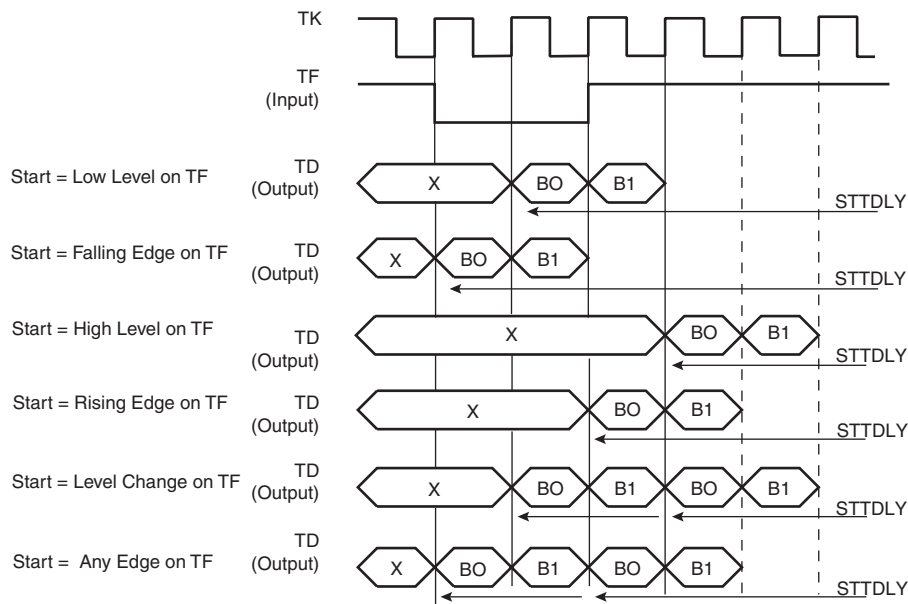 TK
TF
(Input)
Start = Low Level on TF
TD
(Output)
X
BO
B1
STTDLY
Start = Falling Edge on TF
TD
(Output)
X
BO
B1
STTDLY
Start = High Level on TF
TD
(Output)
X
BO
B1
STTDLY
Start = Rising Edge on TF
TD
(Output)
X
BO
B1
STTDLY
Start = Level Change on TF
TD
(Output)
X
BO
B1
BO
B1
STTDLY
Start = Any Edge on TF
TD
(Output)
X
BO
B1
BO
B1
STTDLY